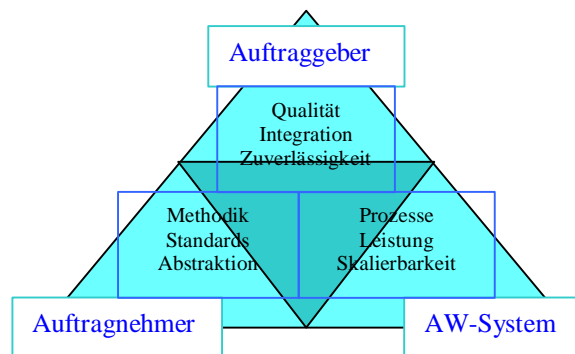 Auftraggeber
Qualität
Integration
Zuverlässigkeit
Methodik
Standards
Abstraktion
Prozesse
Leistung
Skalierbarkeit
Auftragnehmer
AW-System